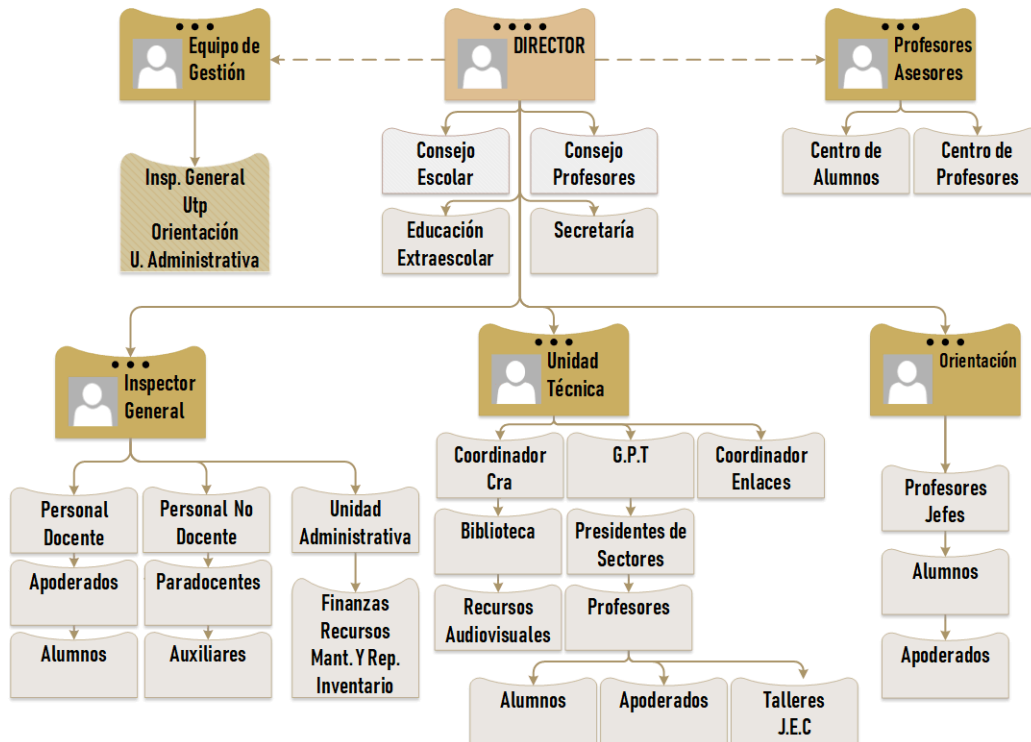 Equipo de
Gestión
DIRECTOR
Profesores
Asesores
Consejo
Escolar
Consejo
Profesores
Centro de
Alumnos
Centro de
Profesores
Insp. General
Utp
Orientación
U. Administrativa
Educación
Extraescolar
Secretaría
Inspector
General
Unidad
Técnica
Orientación
Coordinador
Cra
G.P.T
Coordinador
Enlaces
Personal
Docente
Personal No
Docente
Unidad
Administrativa
Profesores
Jefes
Biblioteca
Presidentes de
Sectores
Apoderados
Paradocentes
Finanzas
Recursos
Mant. Y Rep.
Inventario
Recursos
Audiovisuales
Profesores
Alumnos
Alumnos
Auxiliares
Apoderados
Alumnos
Apoderados
Talleres
J.E.C